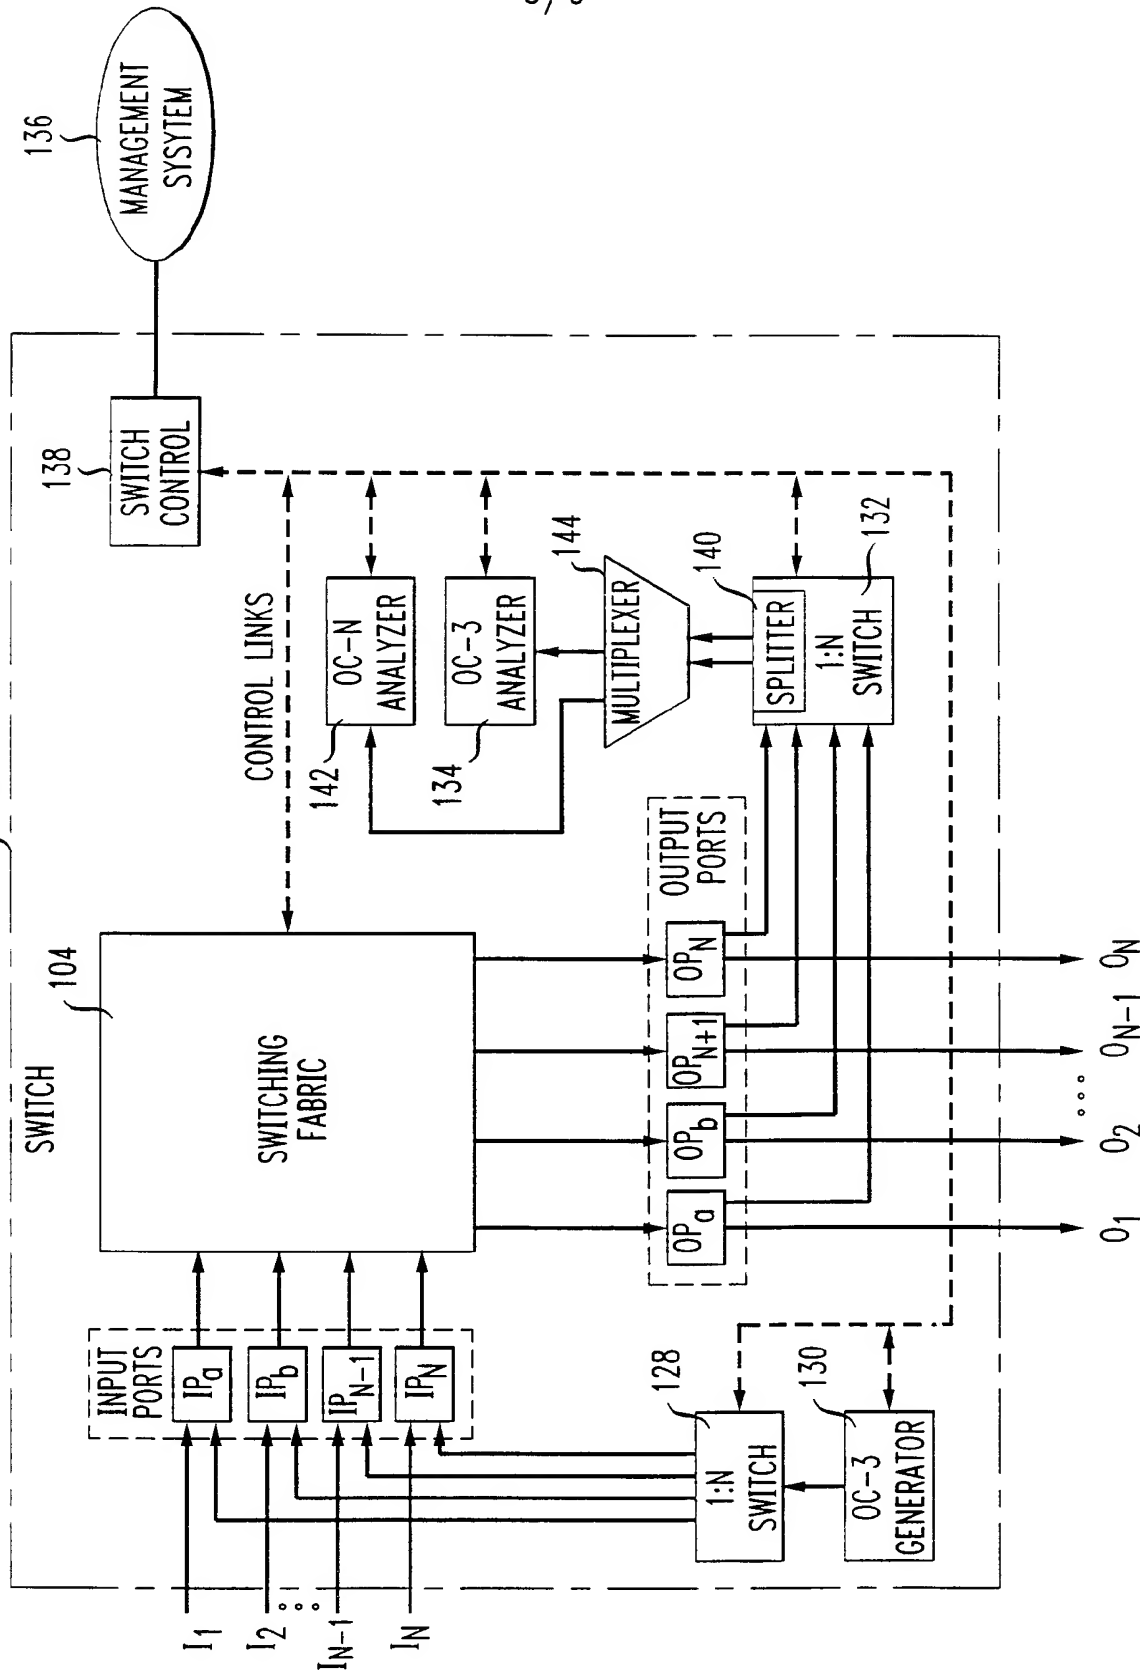 136
MANAGEMENT
SYSYTEM
138
SWITCH
CONTROL
SWITCH
104
SWITCHING
FABRIC
CONTROL LINKS
142
OC-N
ANALYZER
134
OC-3
ANALYZER
144
MULTIPLEXER
140
SPLITTER
1:N
SWITCH
132
INPUT
PORTS
IPa
IPb
IPN-1
IPN
I1
I2
IN-1
IN
OUTPUT
PORTS
OPa
OPb
OPN+1
OPN
128
1:N
SWITCH
130
OC-3
GENERATOR
O1
O2
ON-1
ON